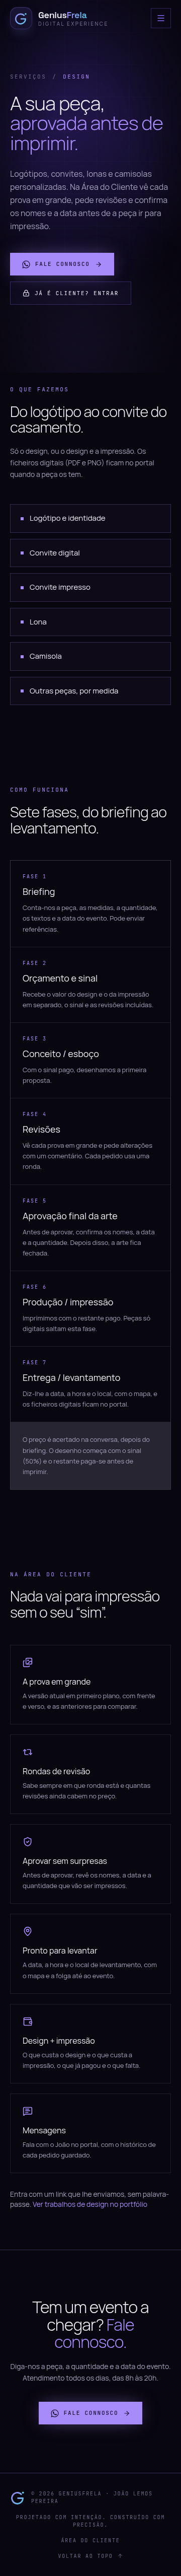 GeniusFrela
DIGITAL EXPERIENCE
SERVIÇOS / DESIGN
A sua peça,
aprovada antes de
imprimir.
Logótipos, convites, lonas e camisolas
personalizadas. Na Área do Cliente vê cada
prova em grande, pede revisões e confirma
os nomes e a data antes de a peça ir para
impressão.
FALE CONNOSCO →
JÁ É CLIENTE? ENTRAR
O QUE FAZEMOS
Do logótipo ao convite do
casamento.
Só o design, ou o design e a impressão. Os
ficheiros digitais (PDF e PNG) ficam no portal
quando a peça os tem.
Logótipo e identidade
Convite digital
Convite impresso
Lona
Camisola
Outras peças, por medida
COMO FUNCIONA
Sete fases, do briefing ao
levantamento.
FASE 1
Briefing
Conta-nos a peça, as medidas, a quantidade,
os textos e a data do evento. Pode enviar
referências.
FASE 2
Orçamento e sinal
Recebe o valor do design e o da impressão
em separado, o sinal e as revisões incluídas.
FASE 3
Conceito / esboço
Com o sinal pago, desenhamos a primeira
proposta.
FASE 4
Revisões
Vê cada prova em grande e pede alterações
com um comentário. Cada pedido usa uma
ronda.
FASE 5
Aprovação final da arte
Antes de aprovar, confirma os nomes, a data
e a quantidade. Depois disso, a arte fica
fechada.
FASE 6
Produção / impressão
Imprimimos com o restante pago. Peças só
digitais saltam esta fase.
FASE 7
Entrega / levantamento
Diz-lhe a data, a hora e o local, com o mapa, e
os ficheiros digitais ficam no portal.
O preço é acertado na conversa, depois do
briefing. O desenho começa com o sinal
(50%) e o restante paga-se antes de
imprimir.
NA ÁREA DO CLIENTE
Nada vai para impressão
sem o seu “sim”.
A prova em grande
A versão atual em primeiro plano, com frente
e verso, e as anteriores para comparar.
Rondas de revisão
Sabe sempre em que ronda está e quantas
revisões ainda cabem no preço.
Aprovar sem surpresas
Antes de aprovar, revê os nomes, a data e a
quantidade que vão ser impressos.
Pronto para levantar
A data, a hora e o local de levantamento, com
o mapa e a folga até ao evento.
Design + impressão
O que custa o design e o que custa a
impressão, o que já pagou e o que falta.
Mensagens
Fala com o João no portal, com o histórico de
cada pedido guardado.
Entra com um link que lhe enviamos, sem palavra-
passe. Ver trabalhos de design no portfólio
Tem um evento a
chegar? Fale
connosco.
Diga-nos a peça, a quantidade e a data do evento.
Atendimento todos os dias, das 8h às 20h.
FALE CONNOSCO →
© 2026 GENIUSFRELA · JOÃO LEMOS
PEREIRA
PROJETADO COM INTENÇÃO. CONSTRUÍDO COM
PRECISÃO.
ÁREA DO CLIENTE
VOLTAR AO TOPO ↑